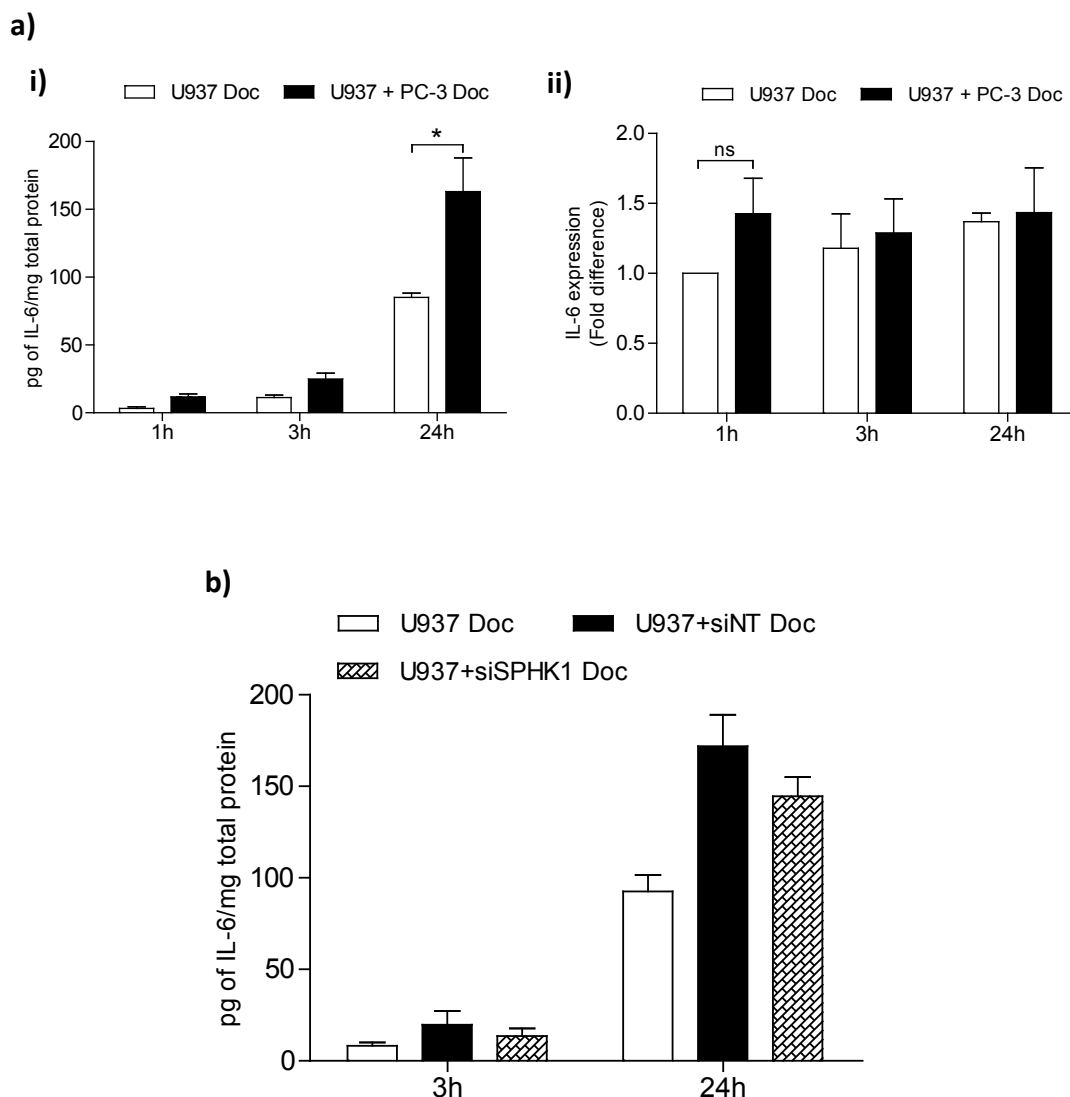 a)
i)
U937 Doc
U937 + PC-3 Doc
pg of IL-6/mg total protein
200
150
100
50
0
*
1h
3h
24h
ii)
U937 Doc
U937 + PC-3 Doc
IL-6 expression
(Fold difference)
2.0
1.5
1.0
0.5
0.0
ns
1h
3h
24h
b)
U937 Doc
U937+siNT Doc
U937+siSPHK1 Doc
pg of IL-6/mg total protein
200
150
100
50
0
3h
24h